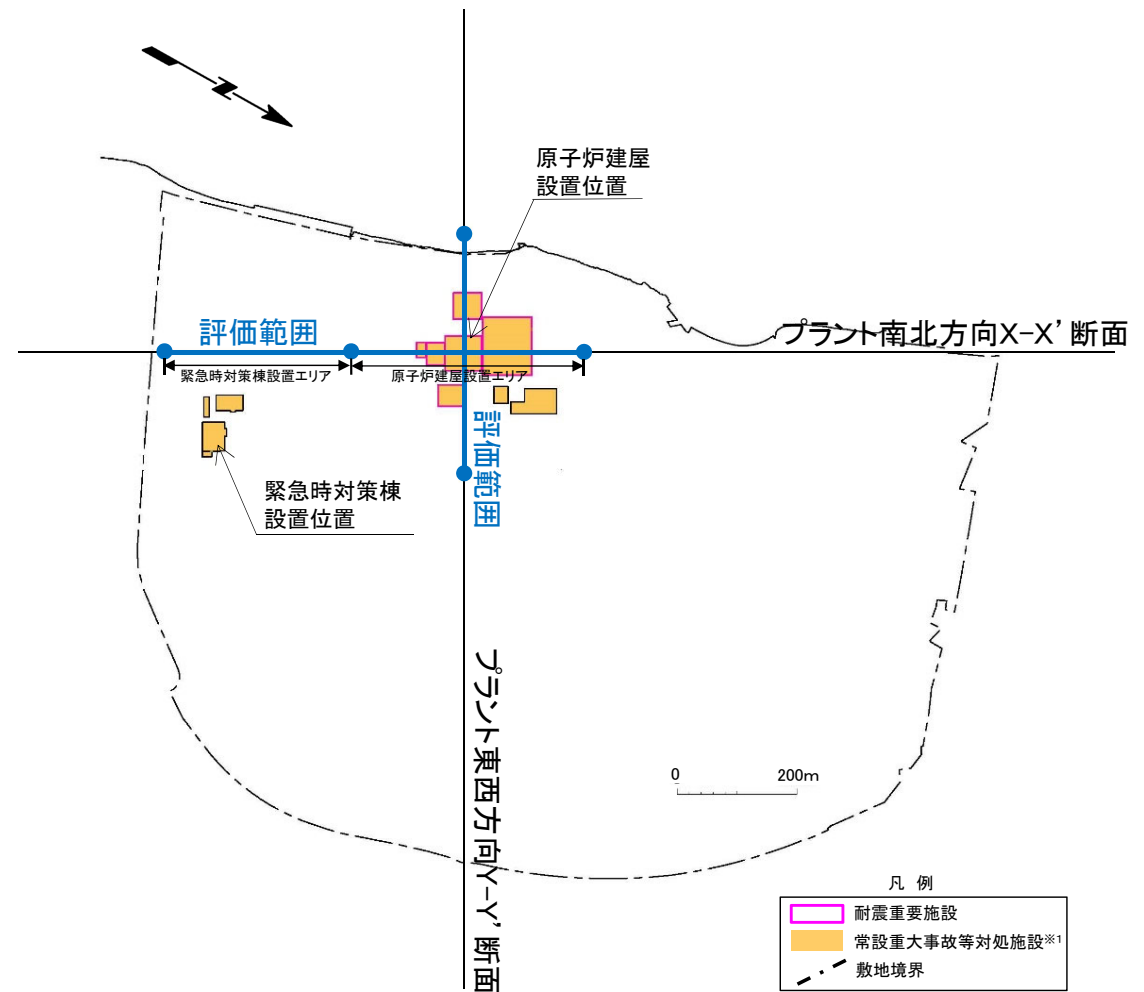 N
原子炉建屋
設置位置
評価範囲
プラント南北方向X-X’断面
緊急時対策棟設置エリア
原子炉建屋設置エリア
評価範囲
緊急時対策棟
設置位置
プラント東西方向Y-Y’断面
0 200m
凡 例
耐震重要施設
常設重大事故等対処施設※1
敷地境界